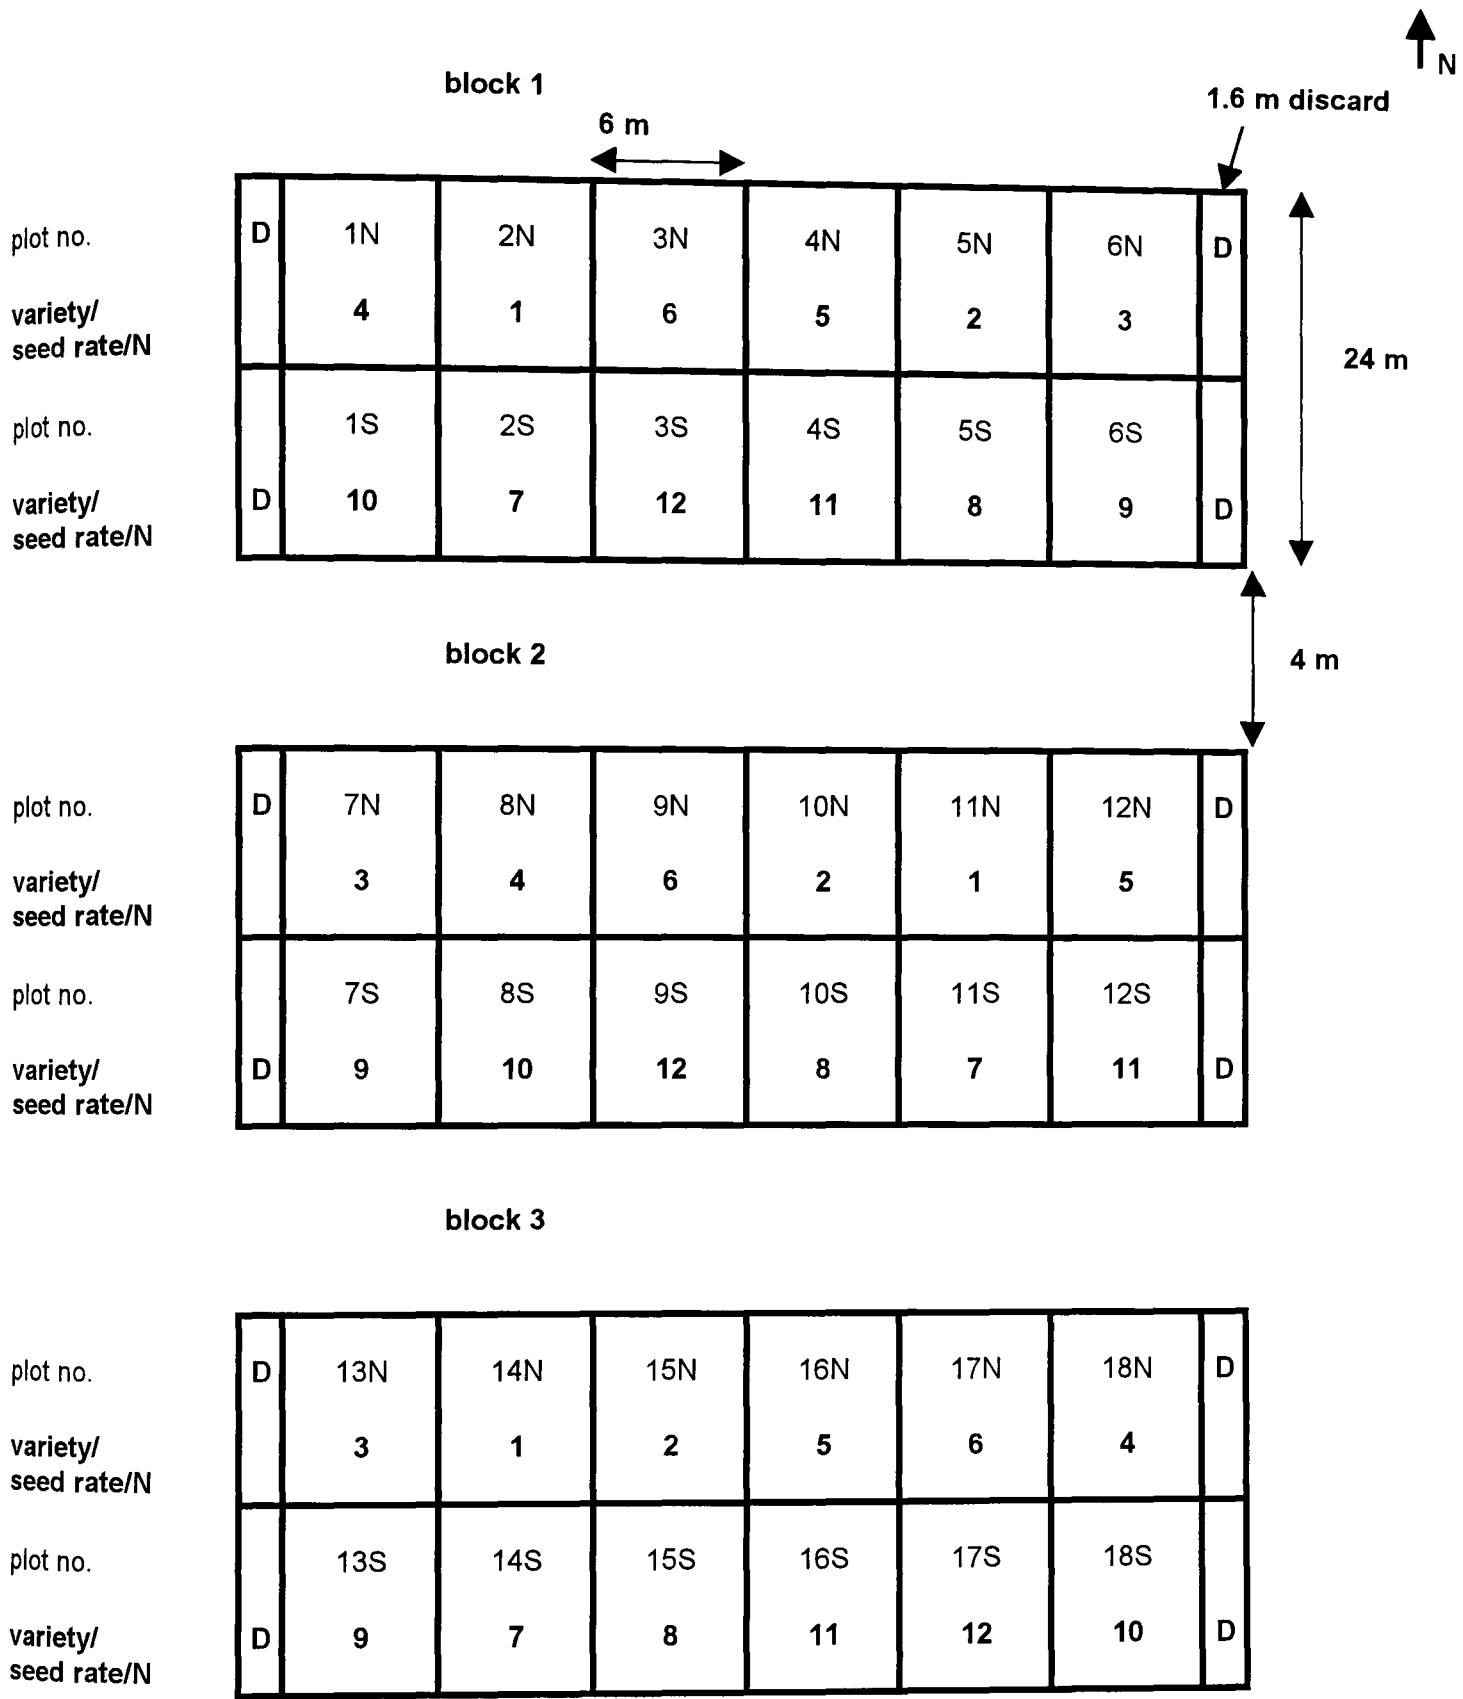 N
block 1
1.6 m discard
6 m
plot no. D 1N 2N 3N 4N 5N 6N D
variety/ 4 1 6 5 2 3
seed rate/N
24 m
plot no. 1S 2S 3S 4S 5S 6S
variety/ D 10 7 12 11 8 9 D
seed rate/N
block 2
4 m
plot no. D 7N 8N 9N 10N 11N 12N D
variety/ 3 4 6 2 1 5
seed rate/N
plot no. 7S 8S 9S 10S 11S 12S
variety/ D 9 10 12 8 7 11 D
seed rate/N
block 3
plot no. D 13N 14N 15N 16N 17N 18N D
variety/ 3 1 2 5 6 4
seed rate/N
plot no. 13S 14S 15S 16S 17S 18S
variety/ D 9 7 8 11 12 10 D
seed rate/N